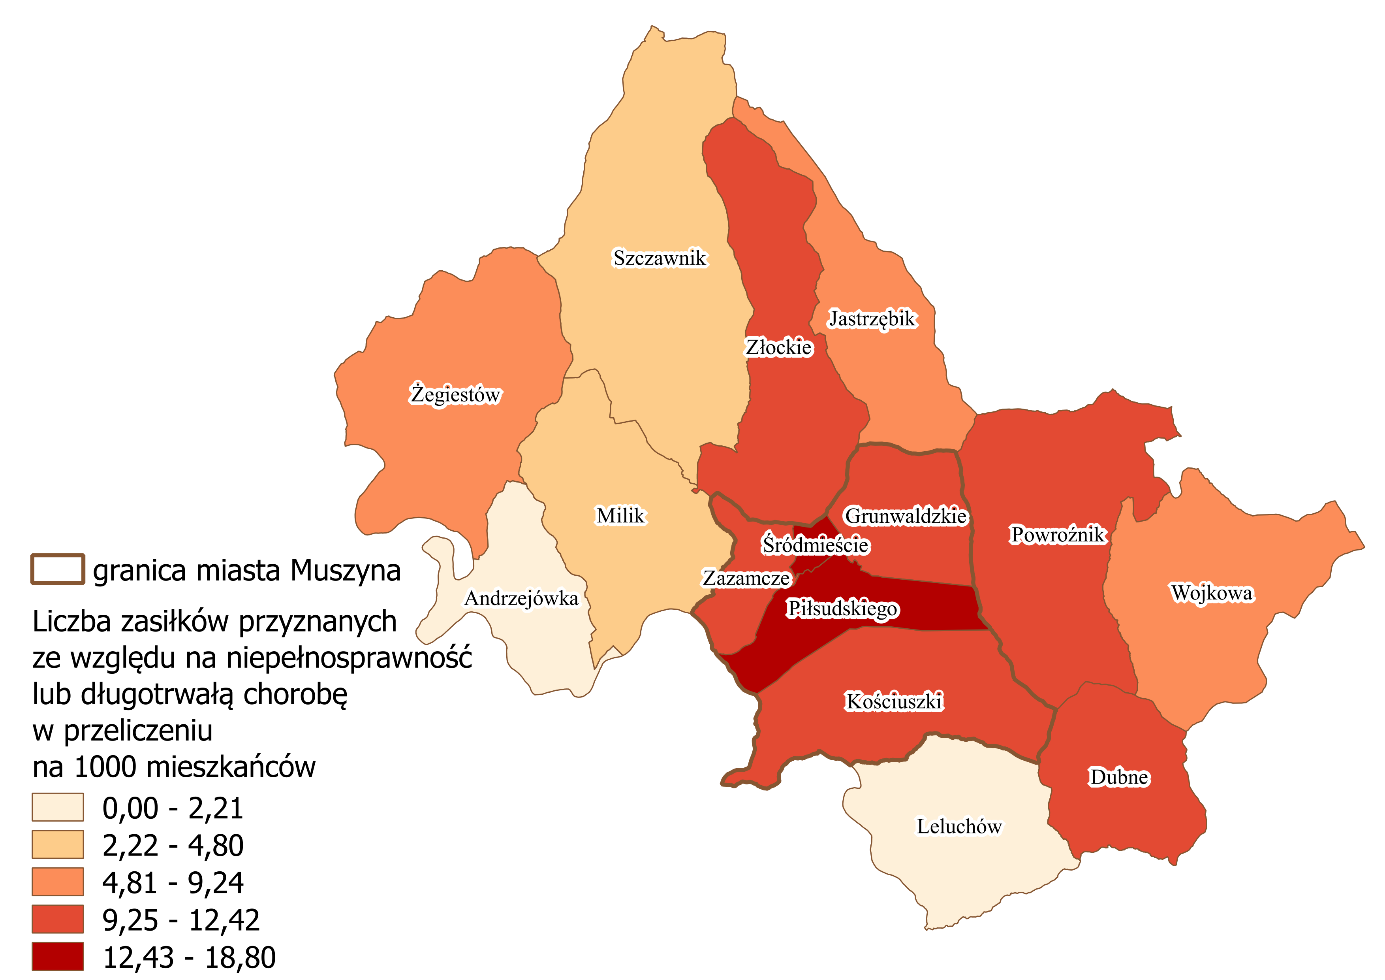 Szczawnik
Jastrzębik
Złockie
Żegiestów
Milik
Grunwaldzkie
Powroźnik
Śródmieście
Zazamcze
Andrzejówka
Piłsudskiego
Wojkowa
Kościuszki
Dubne
Leluchów
granica miasta Muszyna
Liczba zasiłków przyznanych
ze względu na niepełnosprawność
lub długotrwałą chorobę
w przeliczeniu
na 1000 mieszkańców
0,00 - 2,21
2,22 - 4,80
4,81 - 9,24
9,25 - 12,42
12,43 - 18,80